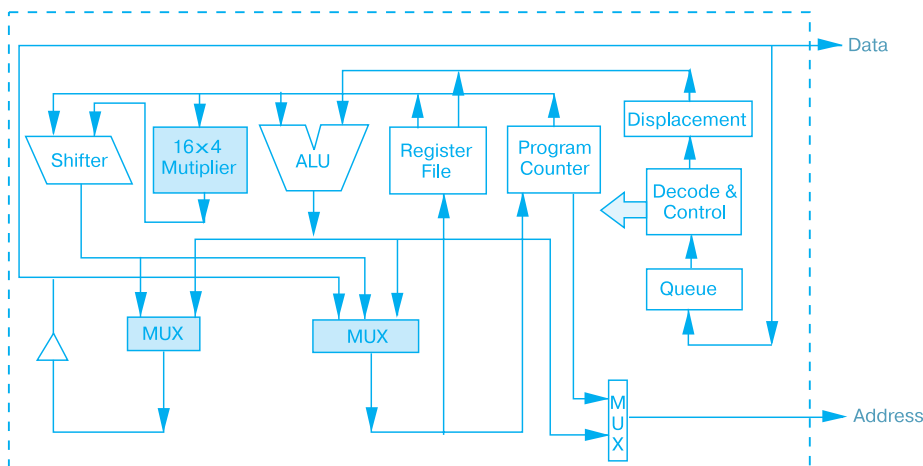 Data
Displacement
Shifter
16×4
Mutiplier
ALU
Register
File
Program
Counter
Decode &
Control
Queue
MUX
MUX
M
U
X
Address